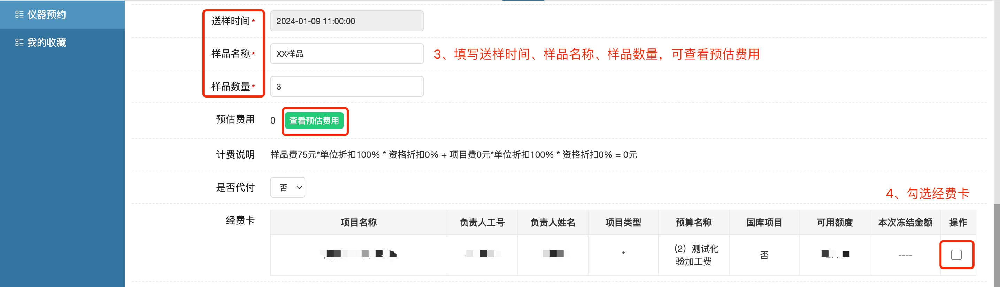 仪器预约
我的收藏
送样时间* 2024-01-09 11:00:00
样品名称* XX样品 3、填写送样时间、样品名称、样品数量，可查看预估费用
样品数量* 3
预估费用 0 查看预估费用
计费说明 样品费75元*单位折扣100% * 资格折扣0% + 项目费0元*单位折扣100% * 资格折扣0% = 0元
是否代付 否
4、勾选经费卡
经费卡
项目名称 负责人工号 负责人姓名 项目类型 预算名称 国库项目 可用额度 本次冻结金额 操作
* （2）测试化 否 ----
验加工费